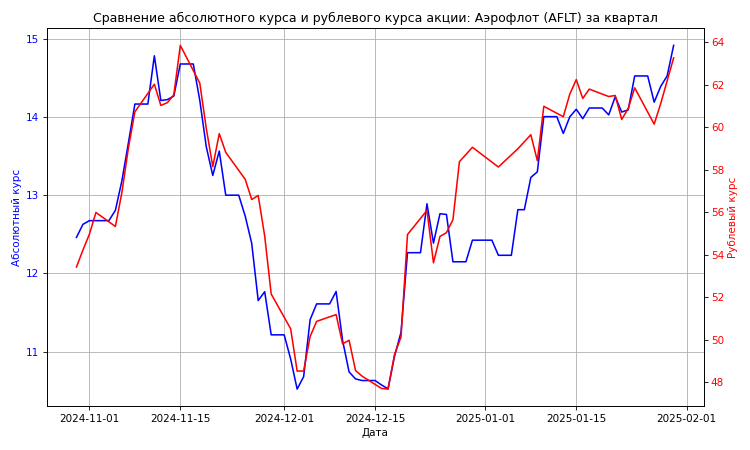 Сравнение абсолютного курса и рублевого курса акции: Аэрофлот (AFLT) за квартал
15
14
13
12
11
Абсолютный курс
64
62
60
58
56
54
52
50
48
Рублевый курс
2024-11-01 2024-11-15 2024-12-01 2024-12-15 2025-01-01 2025-01-15 2025-02-01
Дата